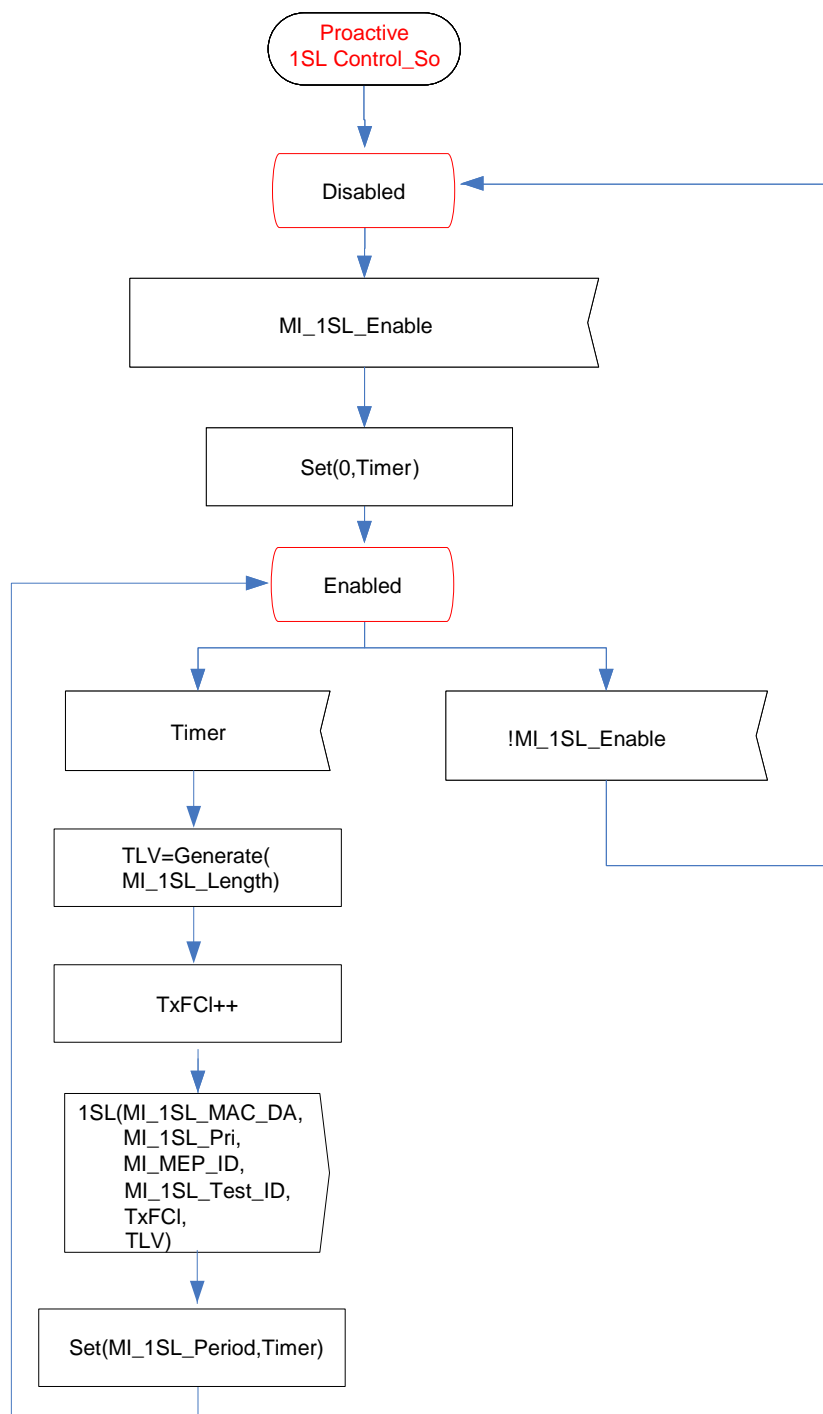 Proactive
1SL Control_So
Disabled
MI_1SL_Enable
Set(0,Timer)
Enabled
Timer
!MI_1SL_Enable
TLV=Generate(
MI_1SL_Length)
TxFCl++
1SL(MI_1SL_MAC_DA,
MI_1SL_Pri,
MI_MEP_ID,
MI_1SL_Test_ID,
TxFCl,
TLV)
Set(MI_1SL_Period,Timer)